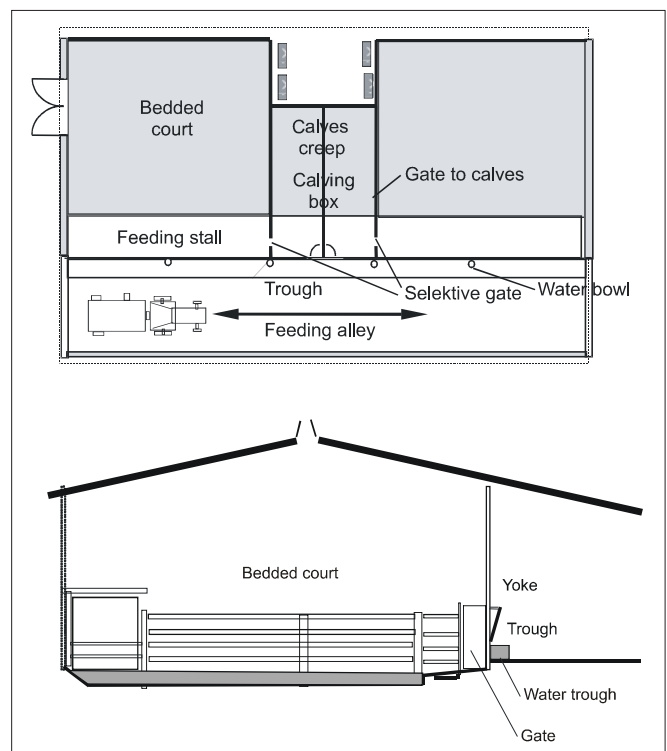 Bedded
court
Calves
creep
Calving
box
Gate to calves
Feeding stall
Trough
Selektive gate
Water bowl
Feeding alley
Bedded court
Yoke
Trough
Water trough
Gate